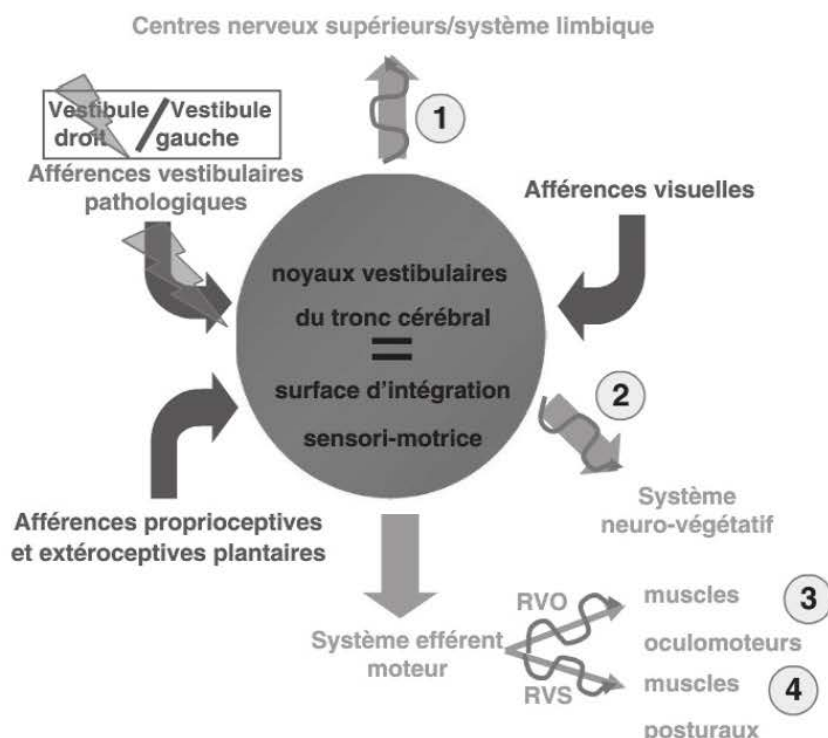 Centres nerveux supérieurs/système limbique
1
Vestibule / Vestibule
droit gauche
Afférences vestibulaires
pathologiques
Afférences visuelles
noyaux vestibulaires
du tronc cérébral
=
surface d'intégration
sensori-motrice
2
Système
neuro-végétatif
Afférences proprioceptives
et extéroceptives plantaires
Système efférent
moteur
RVO
muscles
3
oculomoteurs
RVS
muscles
4
posturaux